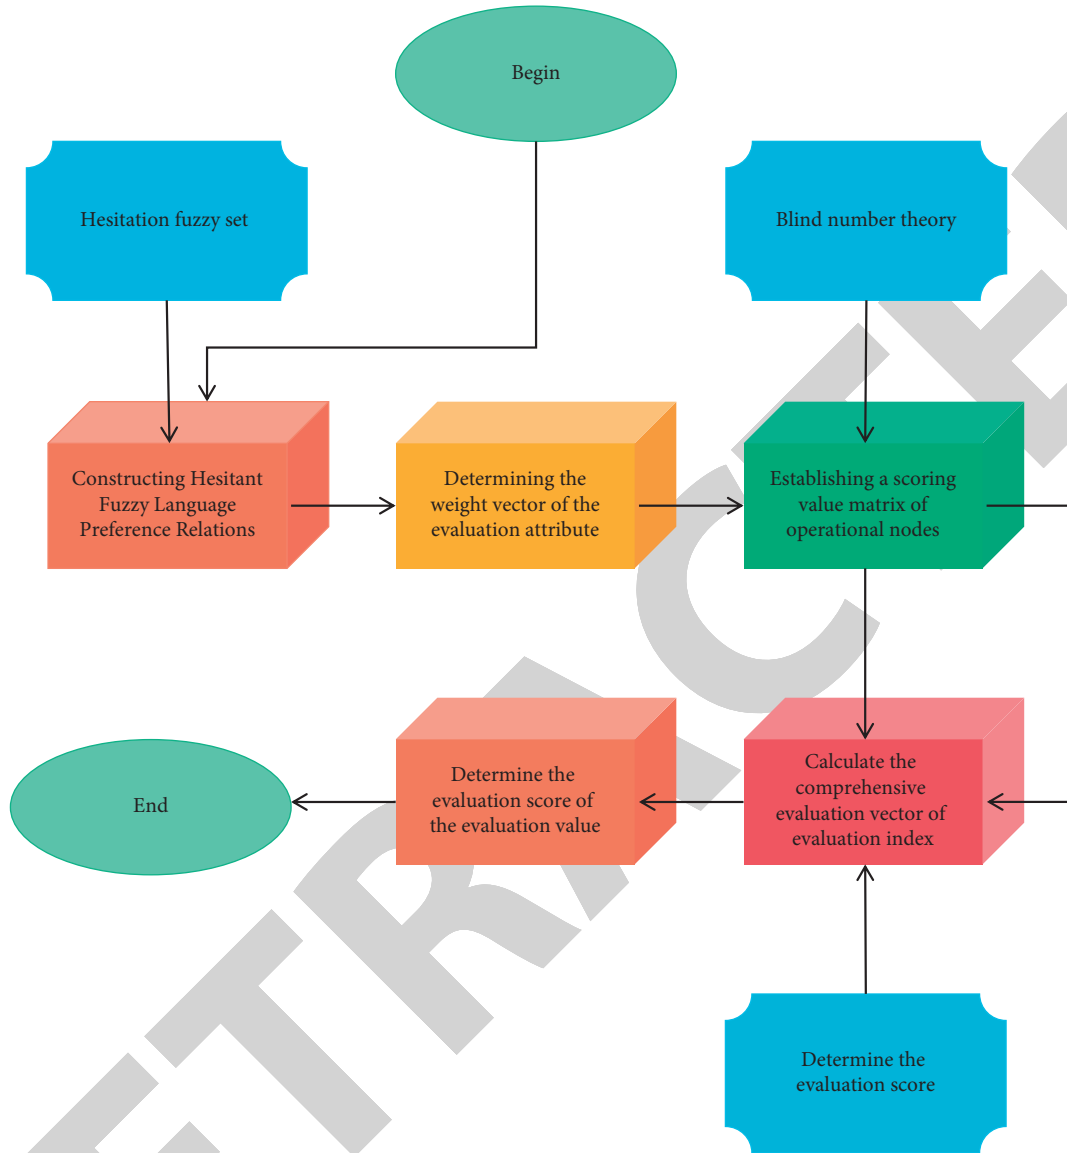 Begin
Hesitation fuzzy set
Blind number theory
Constructing Hesitant
Fuzzy Language
Preference Relations
Determining the
weight vector of the
evaluation attribute
Establishing a scoring
value matrix of
operational nodes
End
Determine the
evaluation score of
the evaluation value
Calculate the
comprehensive
evaluation vector of
evaluation index
Determine the
evaluation score